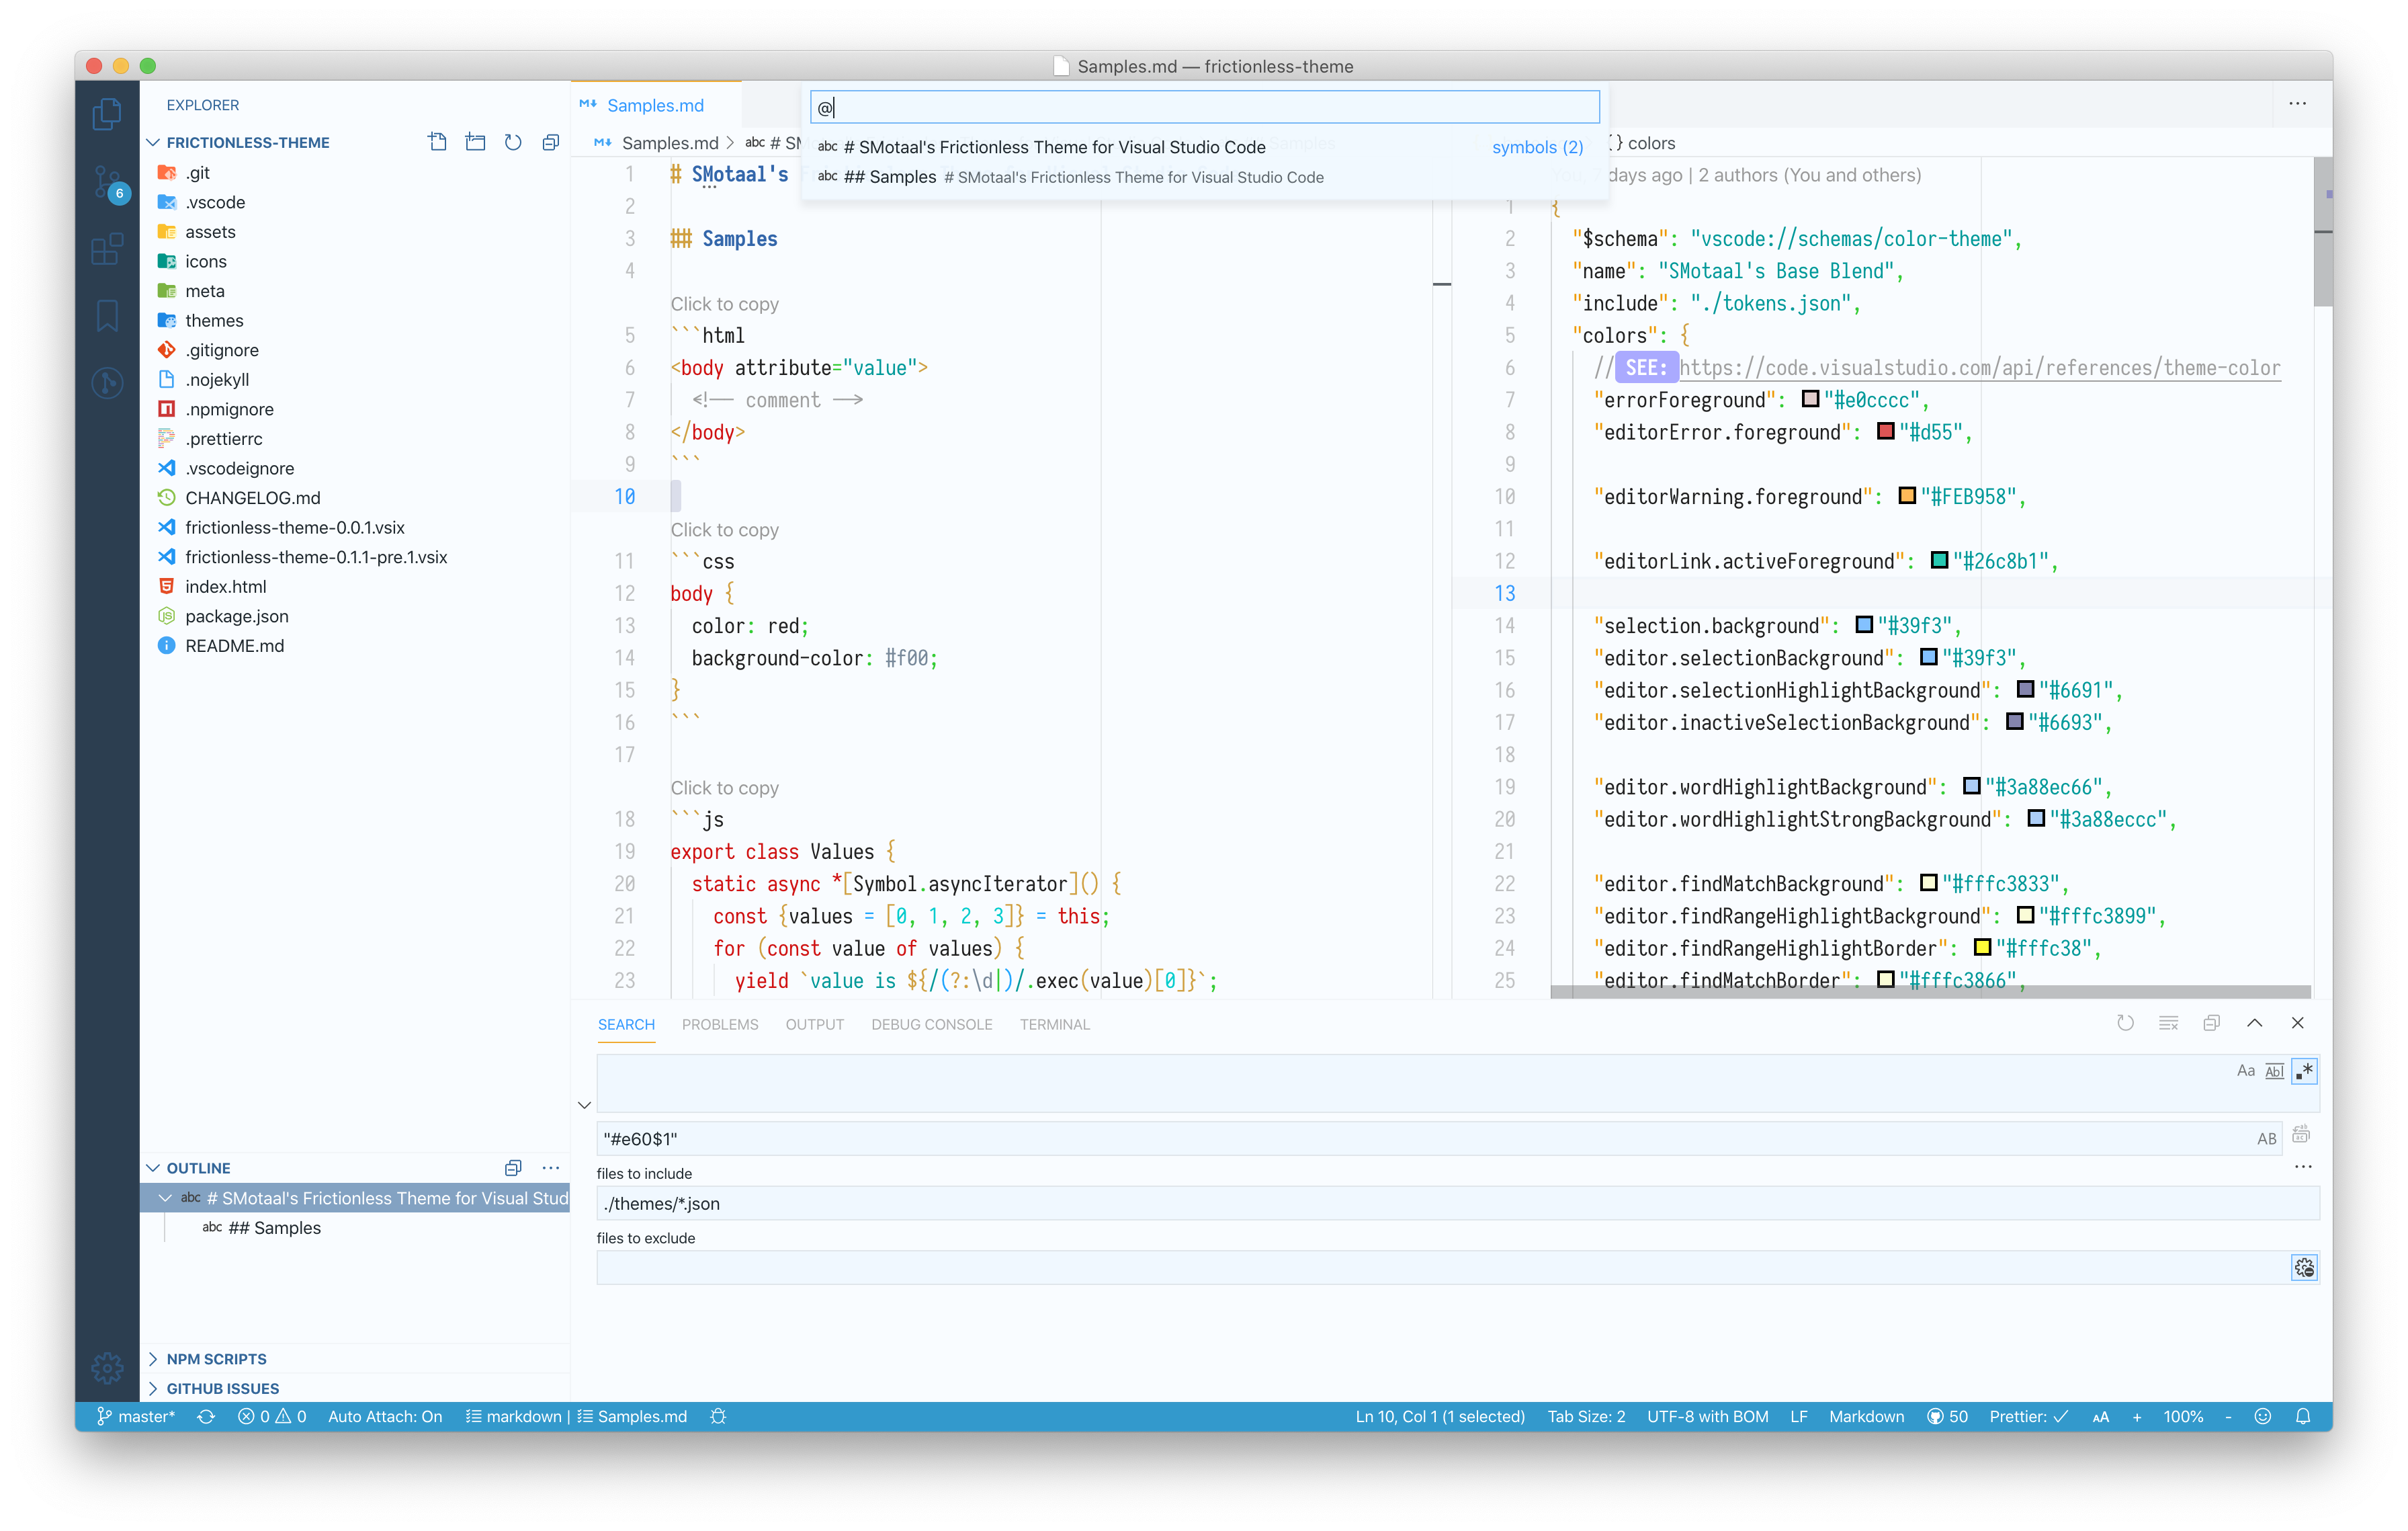 Samples.md — frictionless-theme
EXPLORER
FRICTIONLESS-THEME
.git
.vscode
assets
icons
meta
themes
.gitignore
.nojekyll
.npmignore
.prettierrc
.vscodeignore
CHANGELOG.md
frictionless-theme-0.0.1.vsix
frictionless-theme-0.1.1-pre.1.vsix
index.html
package.json
README.md
6
OUTLINE
abc # SMotaal's Frictionless Theme for Visual Stud
abc ## Samples
NPM SCRIPTS
GITHUB ISSUES
Samples.md
@
abc # SMotaal's Frictionless Theme for Visual Studio Code symbols (2)
abc ## Samples # SMotaal's Frictionless Theme for Visual Studio Code
Samples.md > abc # SM
1 # SMotaal's
2
3 ## Samples
4
Click to copy
5 ```html
6 <body attribute="value">
7 <!-- comment -->
8 </body>
9 ```
10
Click to copy
11 ```css
12 body {
13 color: red;
14 background-color: #f00;
15 }
16 ```
17
Click to copy
18 ```js
19 export class Values {
20 static async *[Symbol.asyncIterator]() {
21 const {values = [0, 1, 2, 3]} = this;
22 for (const value of values) {
23 yield `value is ${/(?:\d|)/.exec(value)[0]}`;
{ } colors
You, 7 days ago | 2 authors (You and others)
1 {
2 "$schema": "vscode://schemas/color-theme",
3 "name": "SMotaal's Base Blend",
4 "include": "./tokens.json",
5 "colors": {
6 // SEE: https://code.visualstudio.com/api/references/theme-color
7 "errorForeground": "#e0cccc",
8 "editorError.foreground": "#d55",
9
10 "editorWarning.foreground": "#FEB958",
11
12 "editorLink.activeForeground": "#26c8b1",
13
14 "selection.background": "#39f3",
15 "editor.selectionBackground": "#39f3",
16 "editor.selectionHighlightBackground": "#6691",
17 "editor.inactiveSelectionBackground": "#6693",
18
19 "editor.wordHighlightBackground": "#3a88ec66",
20 "editor.wordHighlightStrongBackground": "#3a88eccc",
21
22 "editor.findMatchBackground": "#fffc3833",
23 "editor.findRangeHighlightBackground": "#fffc3899",
24 "editor.findRangeHighlightBorder": "#fffc38",
25 "editor.findMatchBorder": "#fffc3866",
SEARCH PROBLEMS OUTPUT DEBUG CONSOLE TERMINAL
Aa Abl .*
"#e60$1" AB
files to include
./themes/*.json
files to exclude
master* 0 0 Auto Attach: On markdown | Samples.md Ln 10, Col 1 (1 selected) Tab Size: 2 UTF-8 with BOM LF Markdown 50 Prettier: ✓ AA + 100% -